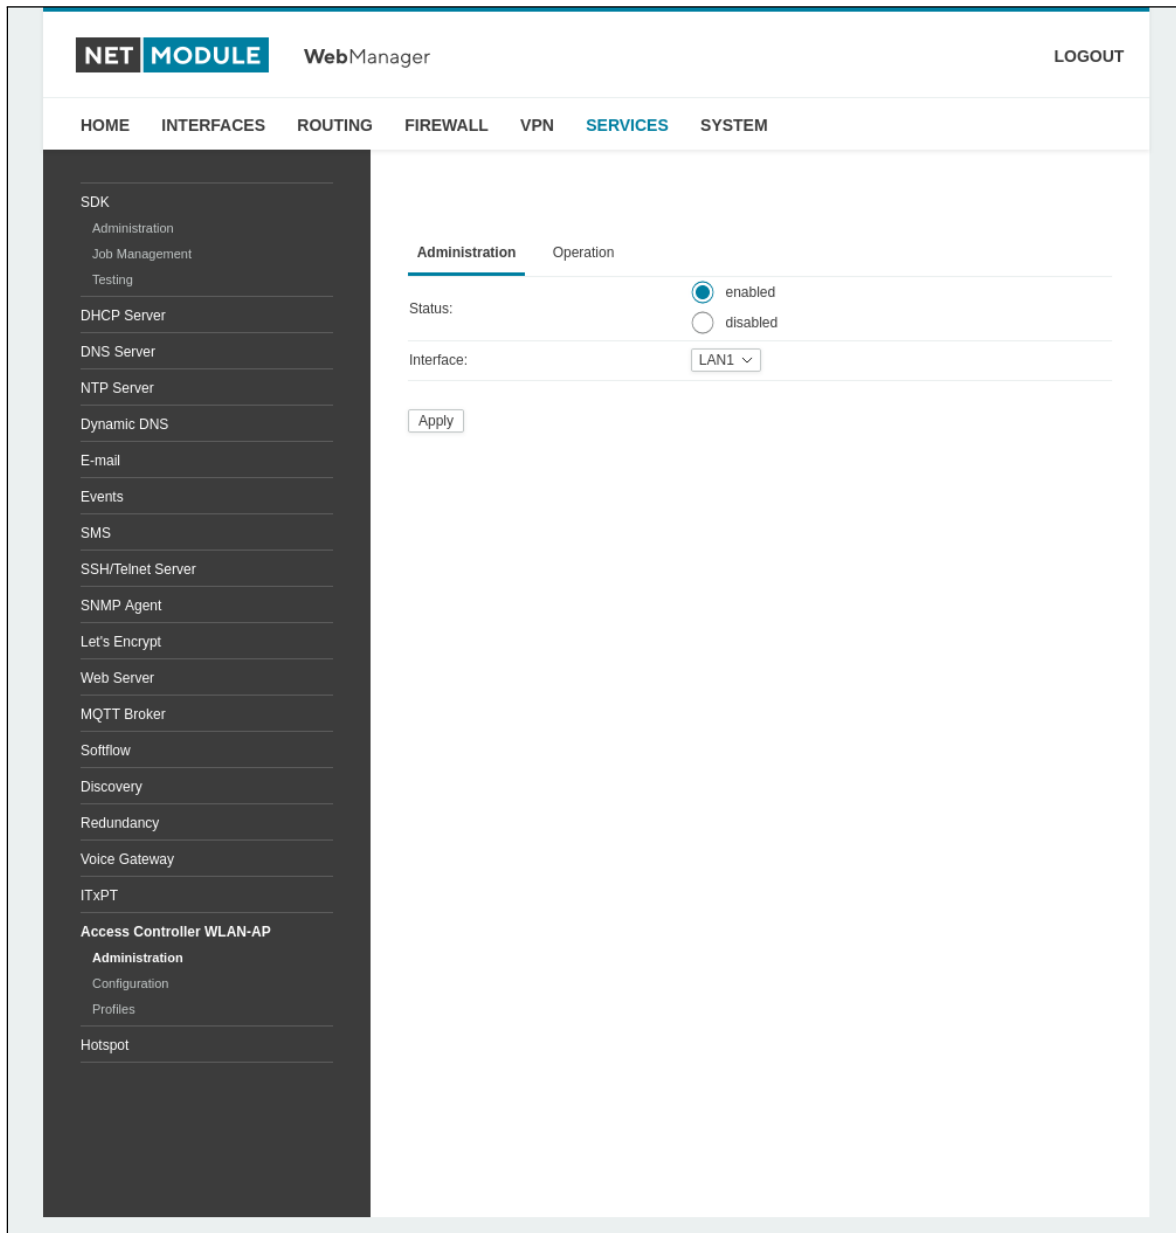 NET MODULE WebManager LOGOUT
HOME INTERFACES ROUTING FIREWALL VPN SERVICES SYSTEM
SDK
Administration
Job Management
Testing
DHCP Server
DNS Server
NTP Server
Dynamic DNS
E-mail
Events
SMS
SSH/Telnet Server
SNMP Agent
Let's Encrypt
Web Server
MQTT Broker
Softflow
Discovery
Redundancy
Voice Gateway
ITxPT
Access Controller WLAN-AP
Administration
Configuration
Profiles
Hotspot
Administration Operation
Status:
enabled
disabled
Interface: LAN1
Apply